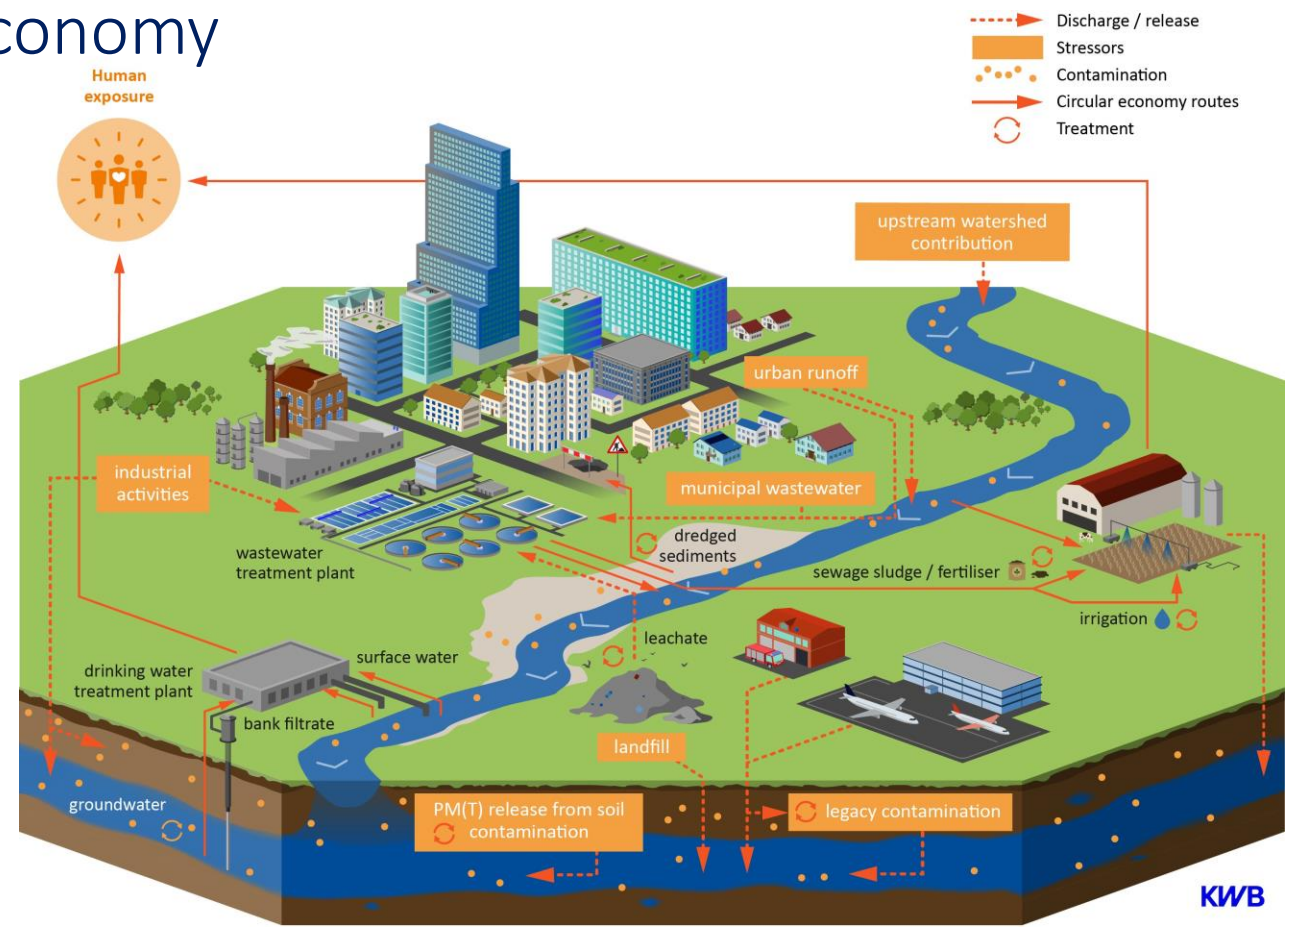 conomy
Discharge / release
Stressors
Contamination
Circular economy routes
Treatment
Human
exposure
upstream watershed
contribution
urban runoff
industrial
activities
municipal wastewater
wastewater
treatment plant
dredged
sediments
sewage sludge / fertiliser
irrigation
leachate
surface water
drinking water
treatment plant
bank filtrate
landfill
groundwater
PM(T) release from soil
contamination
legacy contamination
KWB